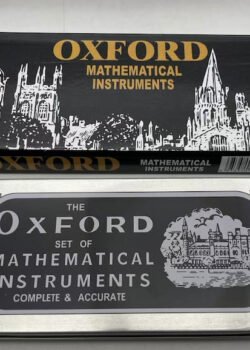 OXFORD
MATHEMATICAL
INSTRUMENTS
OXFORD MATHEMATICAL
INSTRUMENTS
THE
OXFORD
SET OF
MATHEMATICAL
INSTRUMENTS
COMPLETE & ACCURATE